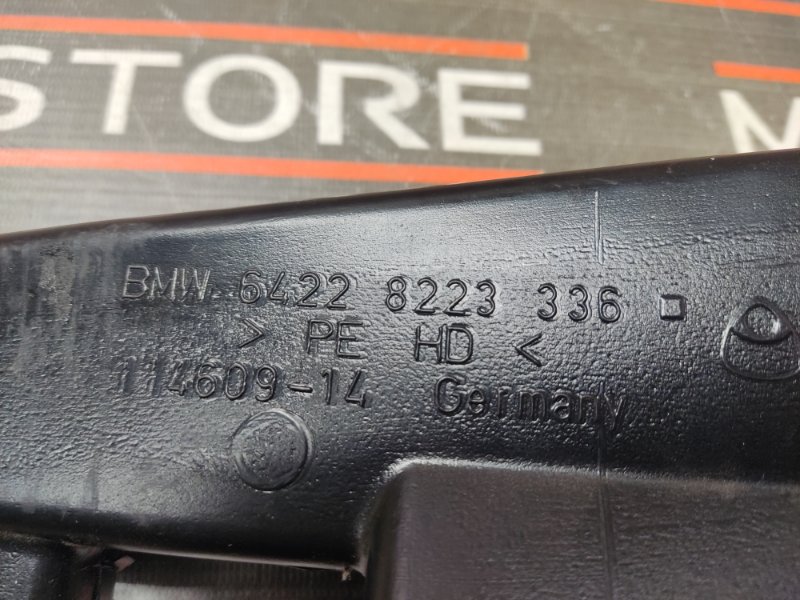 STORE
M
BMW 6422 8223 336
> PE HD <
114609-14 Germany